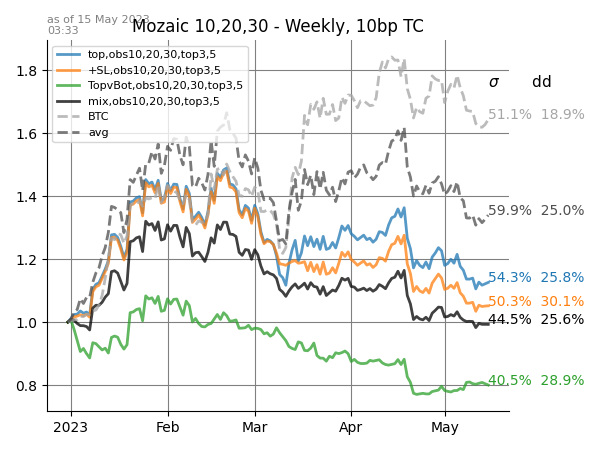 as of 15 May 2023
03:33
Mozaic 10,20,30 - Weekly, 10bp TC
top,obs10,20,30,top3,5
+SL,obs10,20,30,top3,5
TopvBot,obs10,20,30,top3,5
mix,obs10,20,30,top3,5
BTC
avg
σ dd
51.1% 18.9%
59.9% 25.0%
54.3% 25.8%
50.3% 30.1%
44.5% 25.6%
40.5% 28.9%
1.8
1.6
1.4
1.2
1.0
0.8
2023 Feb Mar Apr May